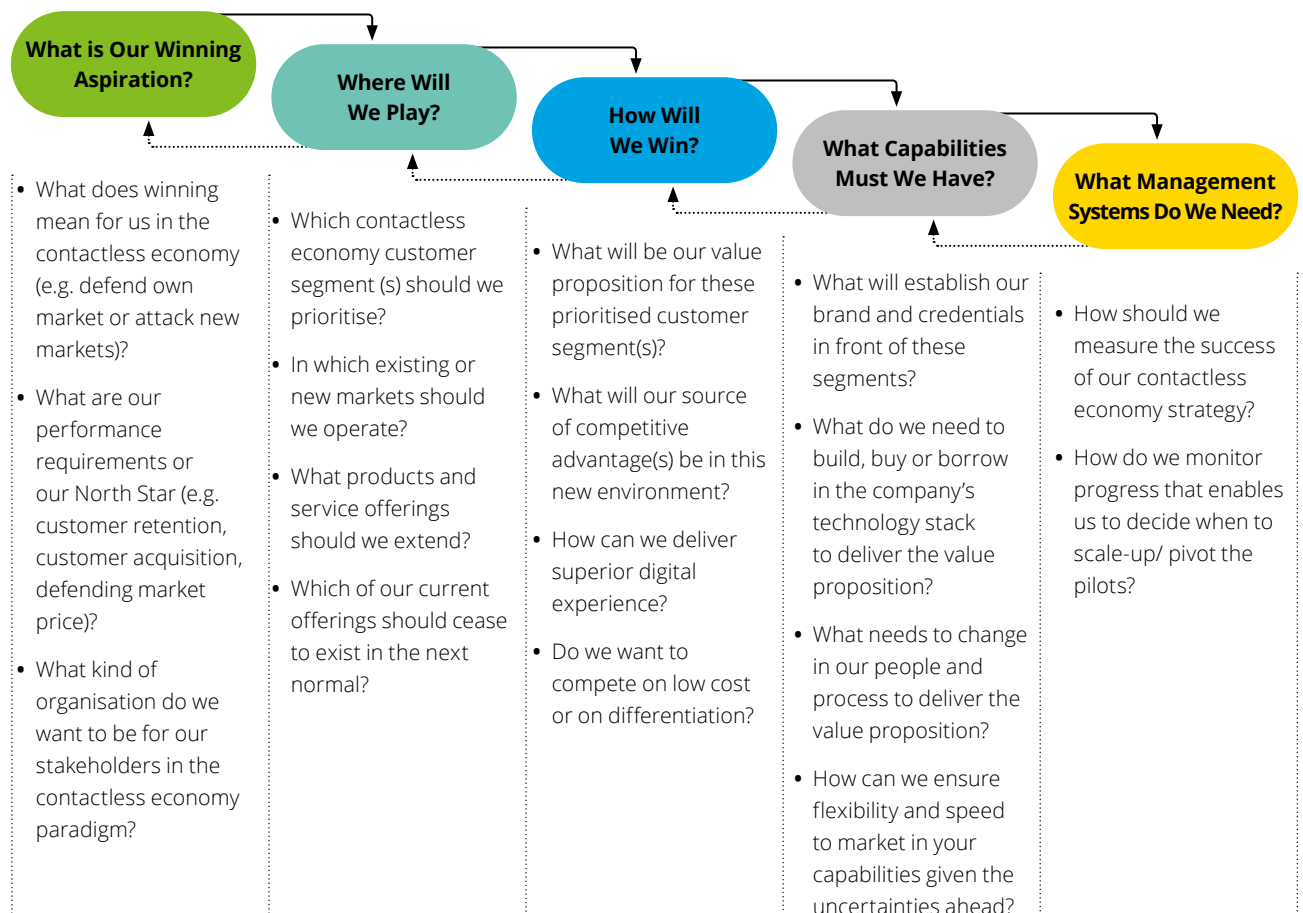 What is Our Winning
Aspiration?
Where Will
We Play?
How Will
We Win?
What Capabilities
Must We Have?
What Management
Systems Do We Need?
• What does winning
mean for us in the
contactless economy
(e.g. defend own
market or attack new
markets)?
• What are our
performance
requirements or
our North Star (e.g.
customer retention,
customer acquisition,
defending market
price)?
• What kind of
organisation do we
want to be for our
stakeholders in the
contactless economy
paradigm?
• Which contactless
economy customer
segment (s) should we
prioritise?
• In which existing or
new markets should
we operate?
• What products and
service offerings
should we extend?
• Which of our current
offerings should cease
to exist in the next
normal?
• What will be our value
proposition for these
prioritised customer
segment(s)?
• What will our source
of competitive
advantage(s) be in this
new environment?
• How can we deliver
superior digital
experience?
• Do we want to
compete on low cost
or on differentiation?
• What will establish our
brand and credentials
in front of these
segments?
• What do we need to
build, buy or borrow
in the company’s
technology stack
to deliver the value
proposition?
• What needs to change
in our people and
process to deliver the
value proposition?
• How can we ensure
flexibility and speed
to market in your
capabilities given the
uncertainties ahead?
• How should we
measure the success
of our contactless
economy strategy?
• How do we monitor
progress that enables
us to decide when to
scale-up/ pivot the
pilots?